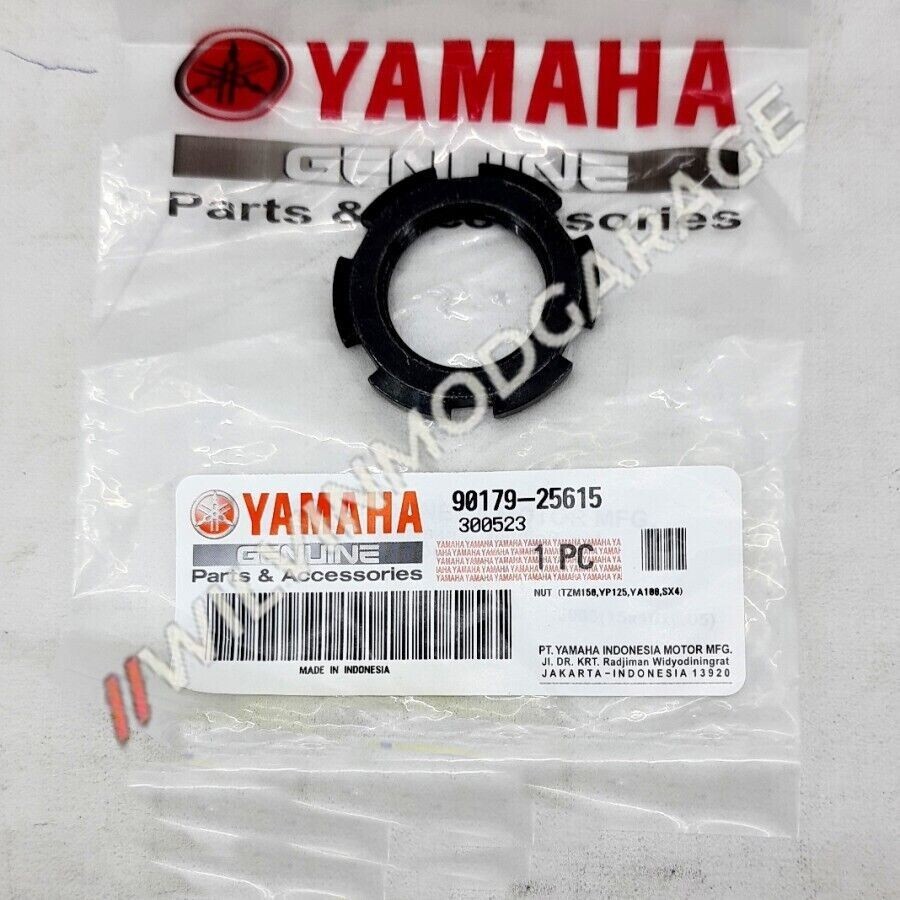 YAMAHA
GENUINE
Parts & Accessories
//WILVINMODGARAGE
YAMAHA
GENUINE
Parts & Accessories
90179-25615
300523
1 PC
NUT (TZM150,YP125,YA100,SX4)
MADE IN INDONESIA
PT. YAMAHA INDONESIA MOTOR MFG.
Jl. DR. KRT. Radjiman Widyodiningrat
JAKARTA-INDONESIA 13920